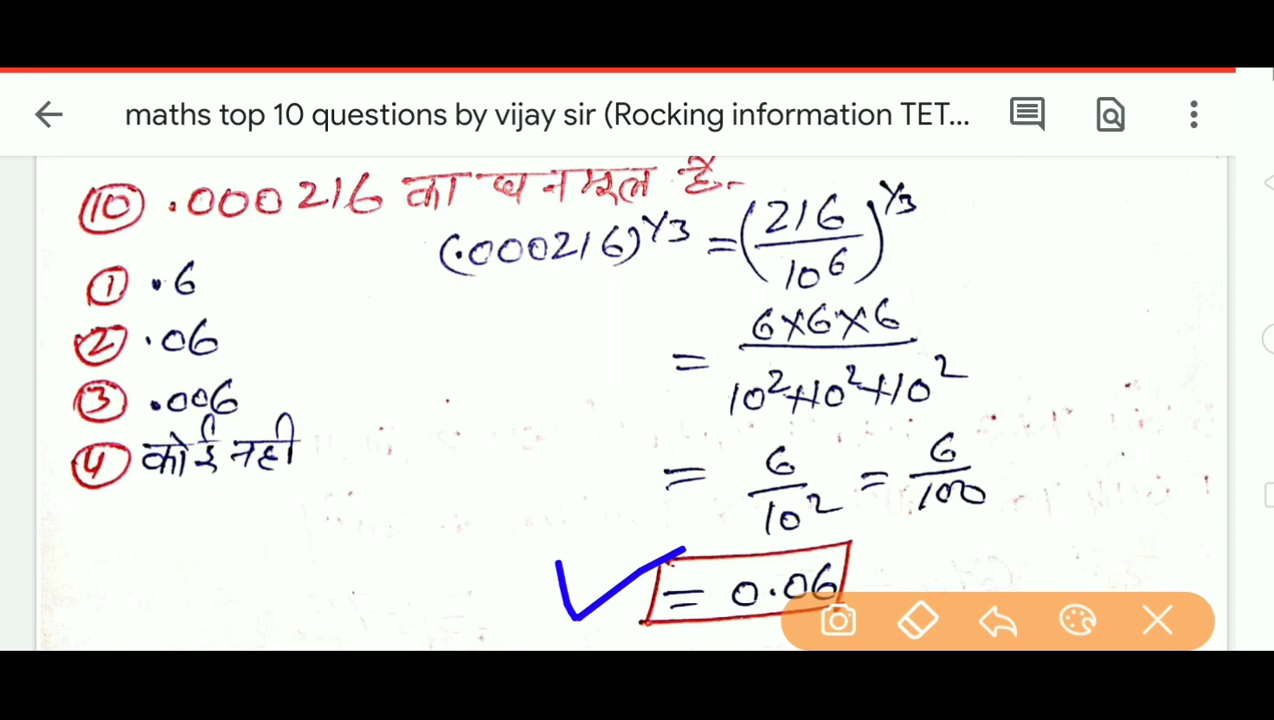 maths top 10 questions by vijay sir (Rocking information TET...
10 .000216 का घनमूल है-
(.000216)^1/3 = (216/10^6)^1/3
1 .6
= 6×6×6/10^2×10^2×10^2
2 .06
3 .006
4 कोई नही
= 6/10^2 = 6/100
= 0.06